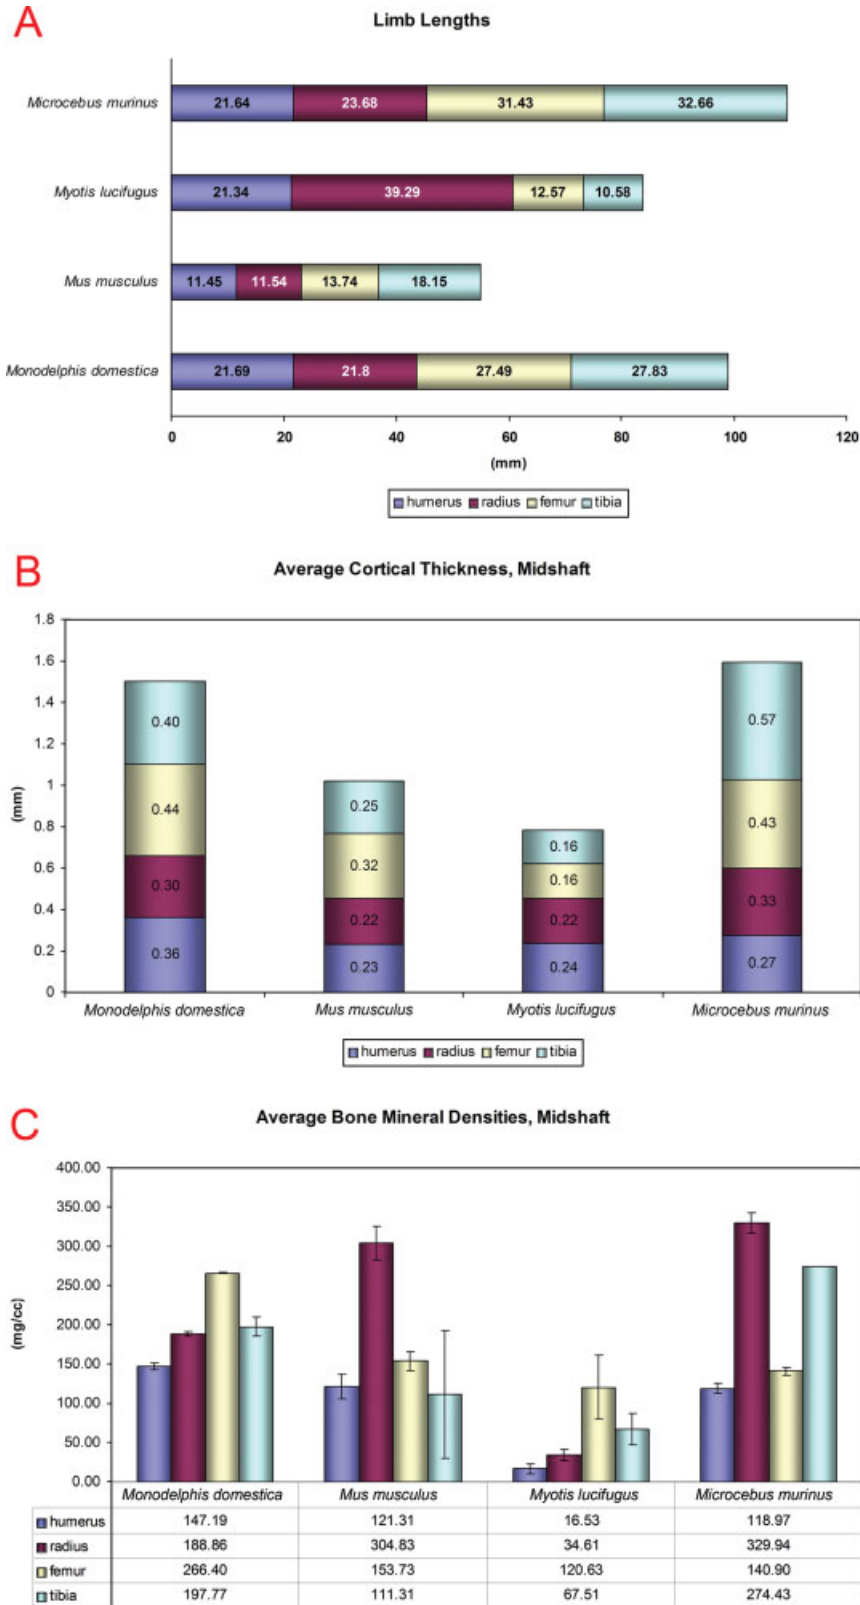 A
Limb Lengths
Microcebus murinus
21.64 23.68 31.43 32.66
Myotis lucifugus
21.34 39.29 12.57 10.58
Mus musculus
11.45 11.54 13.74 18.15
Monodelphis domestica
21.69 21.8 27.49 27.83
0 20 40 60 80 100 120
(mm)
humerus radius femur tibia
B
Average Cortical Thickness, Midshaft
1.8
1.6
1.4
1.2
1
0.8
0.6
0.4
0.2
0
(mm)
0.40 0.44 0.30 0.36
0.25 0.32 0.22 0.23
0.16 0.16 0.22 0.24
0.57 0.43 0.33 0.27
Monodelphis domestica Mus musculus Myotis lucifugus Microcebus murinus
humerus radius femur tibia
C
Average Bone Mineral Densities, Midshaft
400.00
350.00
300.00
250.00
200.00
150.00
100.00
50.00
0.00
(mg/cc)
Monodelphis domestica Mus musculus Myotis lucifugus Microcebus murinus
humerus 147.19 121.31 16.53 118.97
radius 188.86 304.83 34.61 329.94
femur 266.40 153.73 120.63 140.90
tibia 197.77 111.31 67.51 274.43